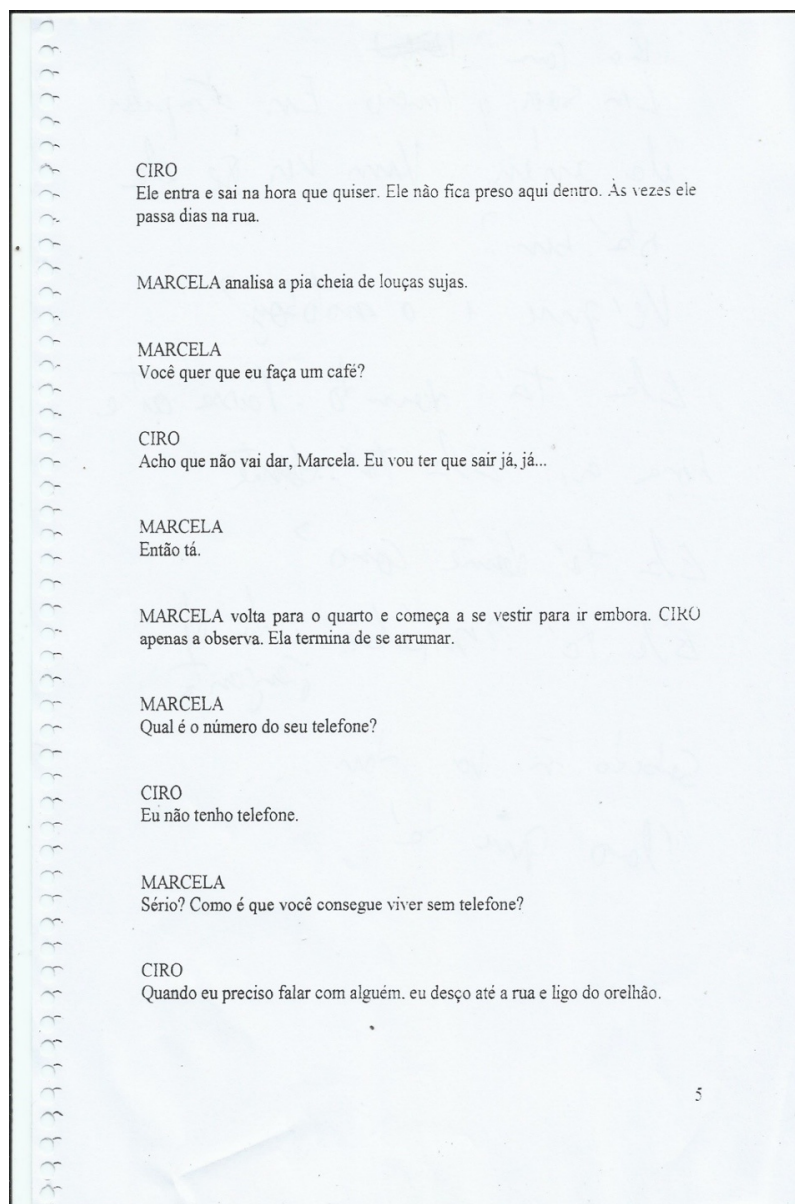 CIRO
Ele entra e sai na hora que quiser. Ele não fica preso aqui dentro. Às vezes ele
passa dias na rua.
MARCELA analisa a pia cheia de louças sujas.
MARCELA
Você quer que eu faça um café?
CIRO
Acho que não vai dar, Marcela. Eu vou ter que sair já, já...
MARCELA
Então tá.
MARCELA volta para o quarto e começa a se vestir para ir embora. CIRO
apenas a observa. Ela termina de se arrumar.
MARCELA
Qual é o número do seu telefone?
CIRO
Eu não tenho telefone.
MARCELA
Sério? Como é que você consegue viver sem telefone?
CIRO
Quando eu preciso falar com alguém. eu desço até a rua e ligo do orelhão.
5